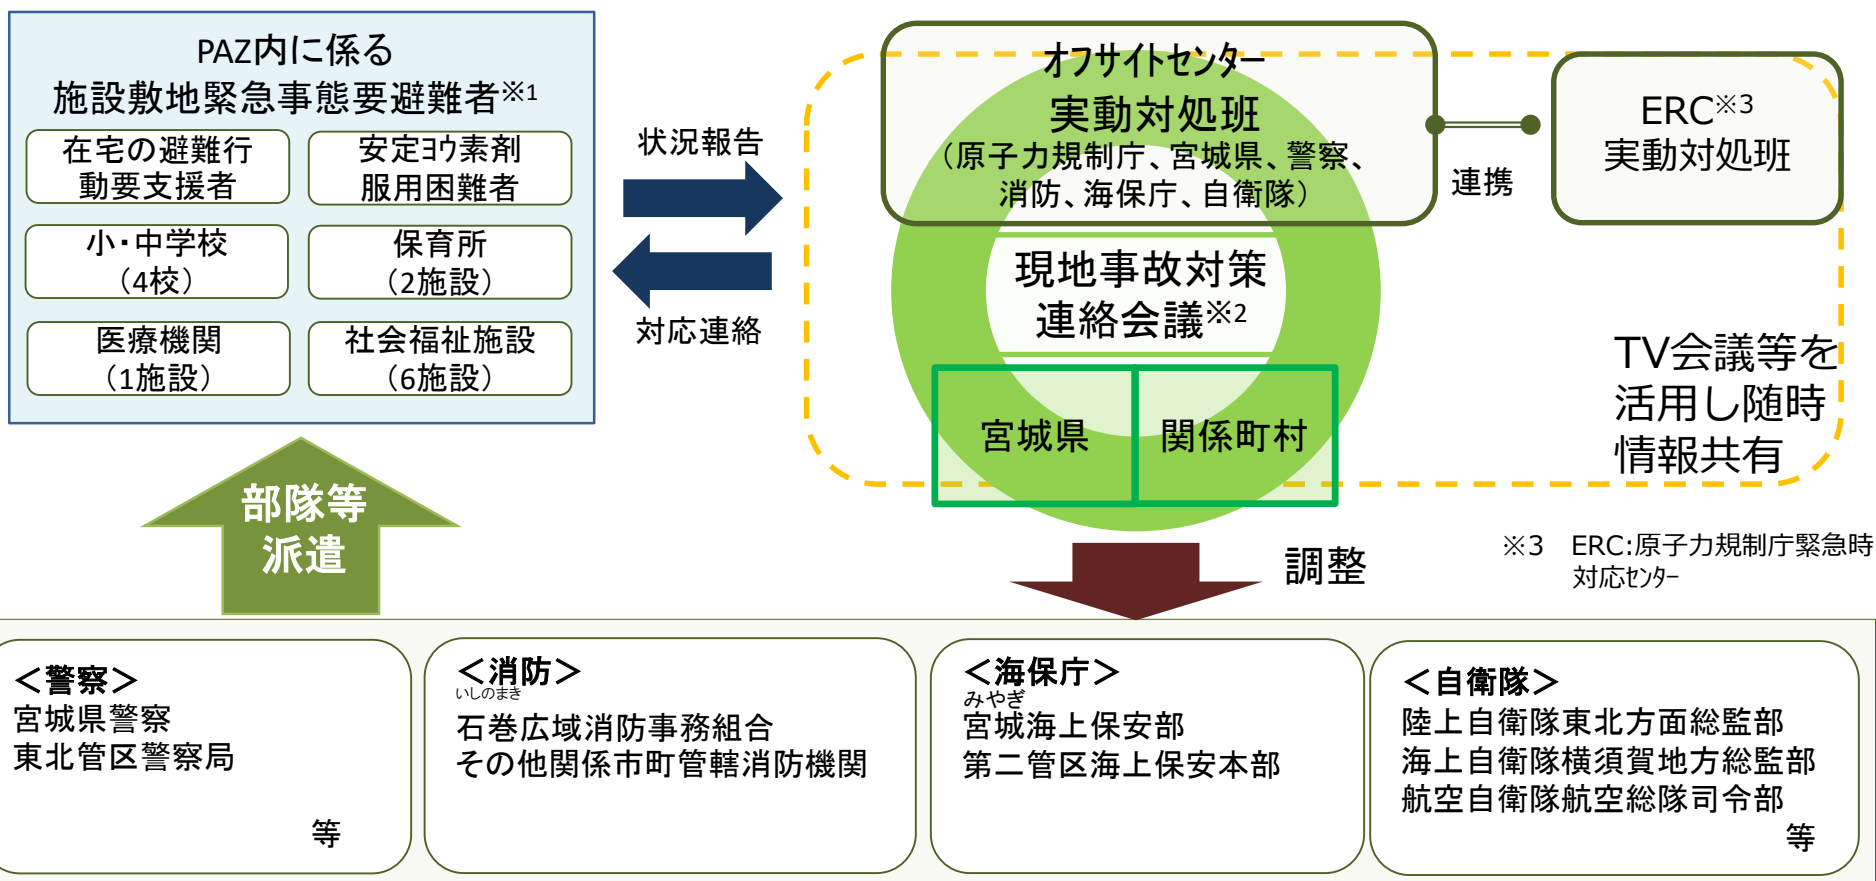 PAZ内に係る
施設敷地緊急事態要避難者※1
在宅の避難行
動要支援者
安定ﾖｳ素剤
服用困難者
小・中学校
（4校）
保育所
（2施設）
医療機関
（1施設）
社会福祉施設
（6施設）
状況報告
対応連絡
オフサイトセンター
実動対処班
（原子力規制庁、宮城県、警察、
消防、海保庁、自衛隊）
連携
ERC※3
実動対処班
現地事故対策
連絡会議※2
宮城県
関係町村
TV会議等を
活用し随時
情報共有
部隊等
派遣
調整
※3　ERC:原子力規制庁緊急時
対応ｾﾝﾀｰ
＜警察＞
宮城県警察
東北管区警察局
等
＜消防＞
いしのまき
石巻広域消防事務組合
その他関係市町管轄消防機関
＜海保庁＞
みやぎ
宮城海上保安部
第二管区海上保安本部
＜自衛隊＞
陸上自衛隊東北方面総監部
海上自衛隊横須賀地方総監部
航空自衛隊航空総隊司令部
等